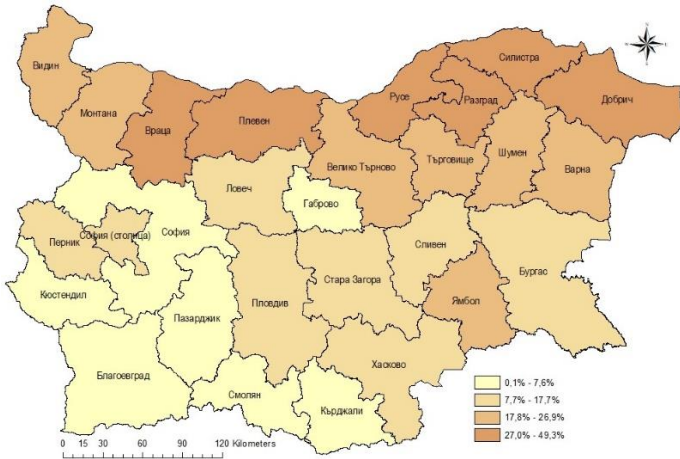 Видин
Монтана
Враца
Плевен
Русе
Силистра
Разград
Добрич
Велико Търново
Търговище
Шумен
Варна
Ловеч
Габрово
София (столица)
София
Перник
Сливен
Бургас
Кюстендил
Пазарджик
Пловдив
Стара Загора
Ямбол
Благоевград
Смолян
Хасково
Кърджали
0,1% - 7,6%
7,7% - 17,7%
17,8% - 26,9%
27,0% - 49,3%
0 15 30 60 90 120 Kilometers